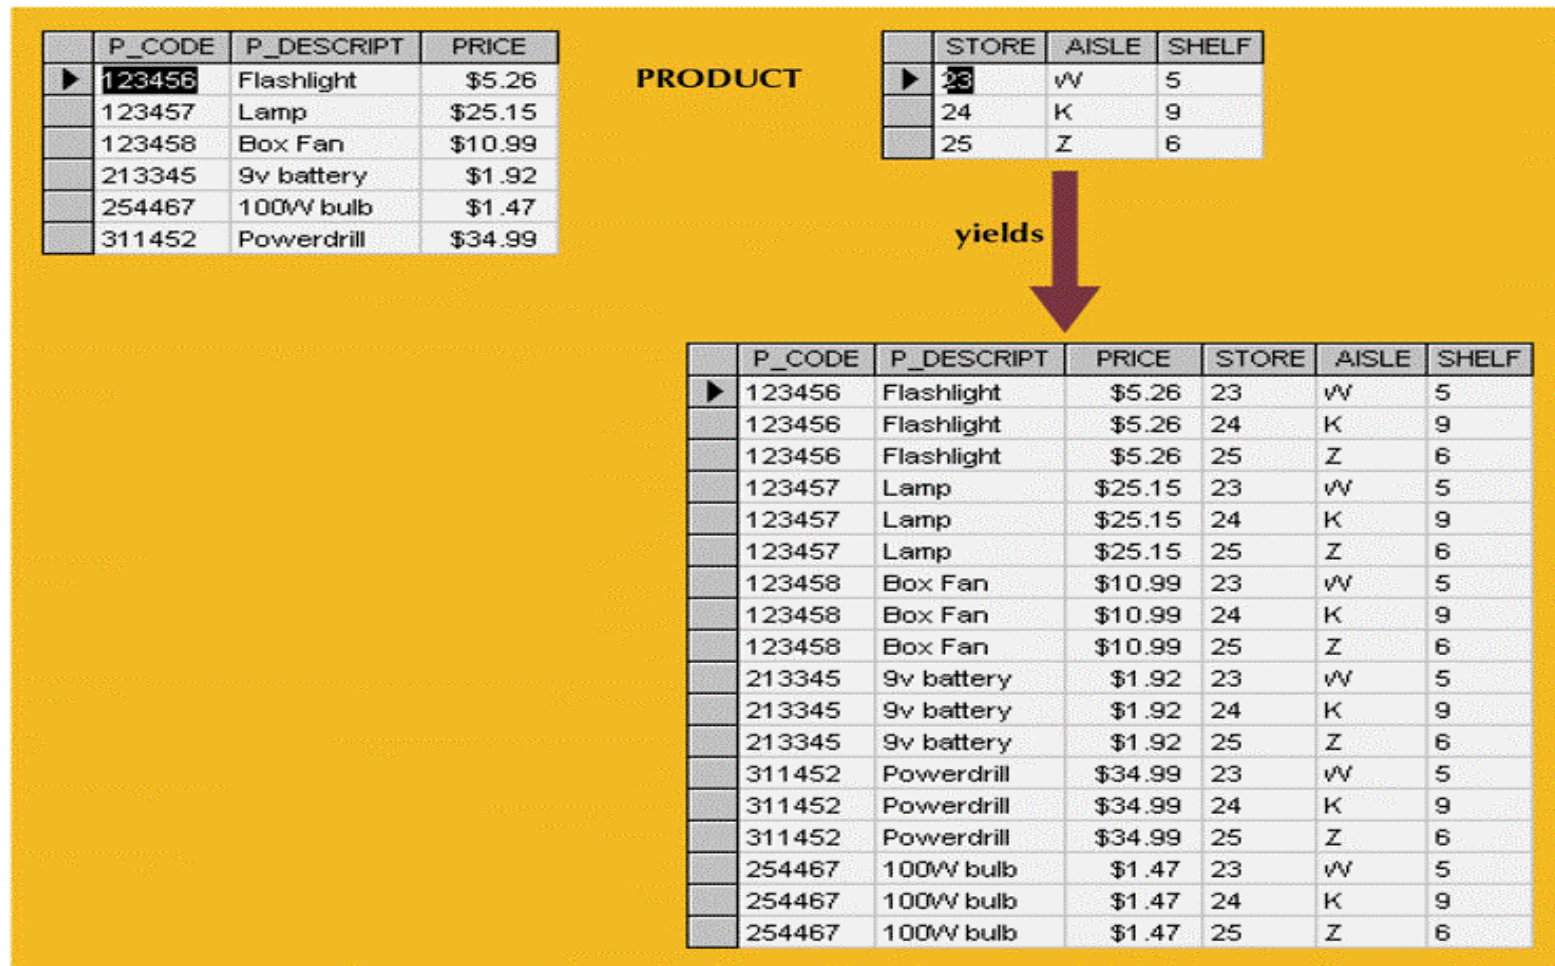 P_CODE P_DESCRIPT PRICE
123456 Flashlight $5.26
123457 Lamp $25.15
123458 Box Fan $10.99
213345 9v battery $1.92
254467 100W bulb $1.47
311452 Powerdrill $34.99
PRODUCT
STORE AISLE SHELF
23 W 5
24 K 9
25 Z 6
yields
P_CODE P_DESCRIPT PRICE STORE AISLE SHELF
123456 Flashlight $5.26 23 W 5
123456 Flashlight $5.26 24 K 9
123456 Flashlight $5.26 25 Z 6
123457 Lamp $25.15 23 W 5
123457 Lamp $25.15 24 K 9
123457 Lamp $25.15 25 Z 6
123458 Box Fan $10.99 23 W 5
123458 Box Fan $10.99 24 K 9
123458 Box Fan $10.99 25 Z 6
213345 9v battery $1.92 23 W 5
213345 9v battery $1.92 24 K 9
213345 9v battery $1.92 25 Z 6
311452 Powerdrill $34.99 23 W 5
311452 Powerdrill $34.99 24 K 9
311452 Powerdrill $34.99 25 Z 6
254467 100W bulb $1.47 23 W 5
254467 100W bulb $1.47 24 K 9
254467 100W bulb $1.47 25 Z 6